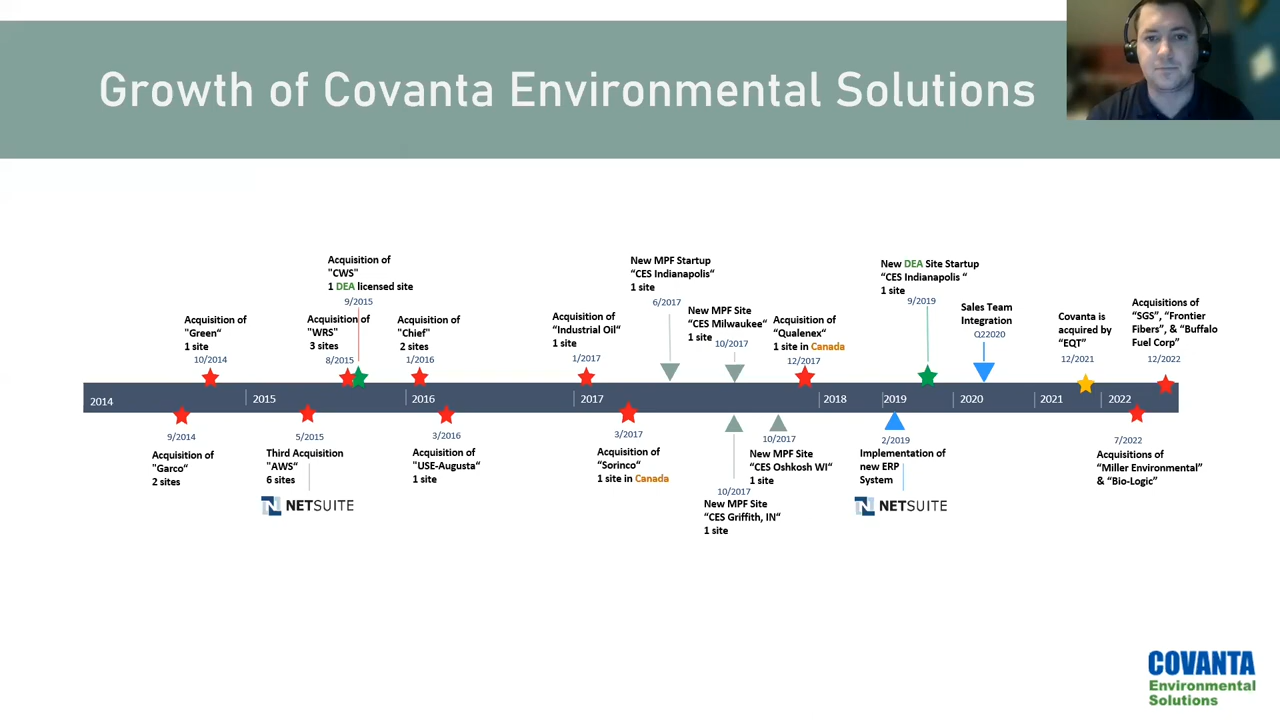 Growth of Covanta Environmental Solutions
Acquisition of
"CWS"
1 DEA licensed site
9/2015
Acquisition of
"Green“
1 site
10/2014
Acquisition of
"WRS"
3 sites
8/2015
Acquisition of
"Chief"
2 sites
1/2016
Acquisition of
“Industrial Oil“
1 site
1/2017
New MPF Startup
“CES Indianapolis“
1 site
6/2017
New MPF Site
“CES Milwaukee“
1 site
10/2017
Acquisition of
“Qualenex“
1 site in Canada
12/2017
New DEA Site Startup
“CES Indianapolis “
1 site
9/2019
Sales Team
Integration
Q22020
Covanta is
acquired by
“EQT”
12/2021
Acquisitions of
“SGS”, “Frontier
Fibers”, & “Buffalo
Fuel Corp”
12/2022
2014
2015
2016
2017
2018
2019
2020
2021
2022
9/2014
Acquisition of
"Garco“
2 sites
5/2015
Third Acquisition
"AWS“
6 sites
NETSUITE
3/2016
Acquisition of
"USE-Augusta“
1 site
3/2017
Acquisition of
“Sorinco“
1 site in Canada
10/2017
New MPF Site
“CES Griffith, IN“
1 site
10/2017
New MPF Site
“CES Oshkosh WI“
1 site
2/2019
Implementation of
new ERP
System
NETSUITE
7/2022
Acquisitions of
“Miller Environmental”
& “Bio-Logic”
COVANTA
Environmental
Solutions